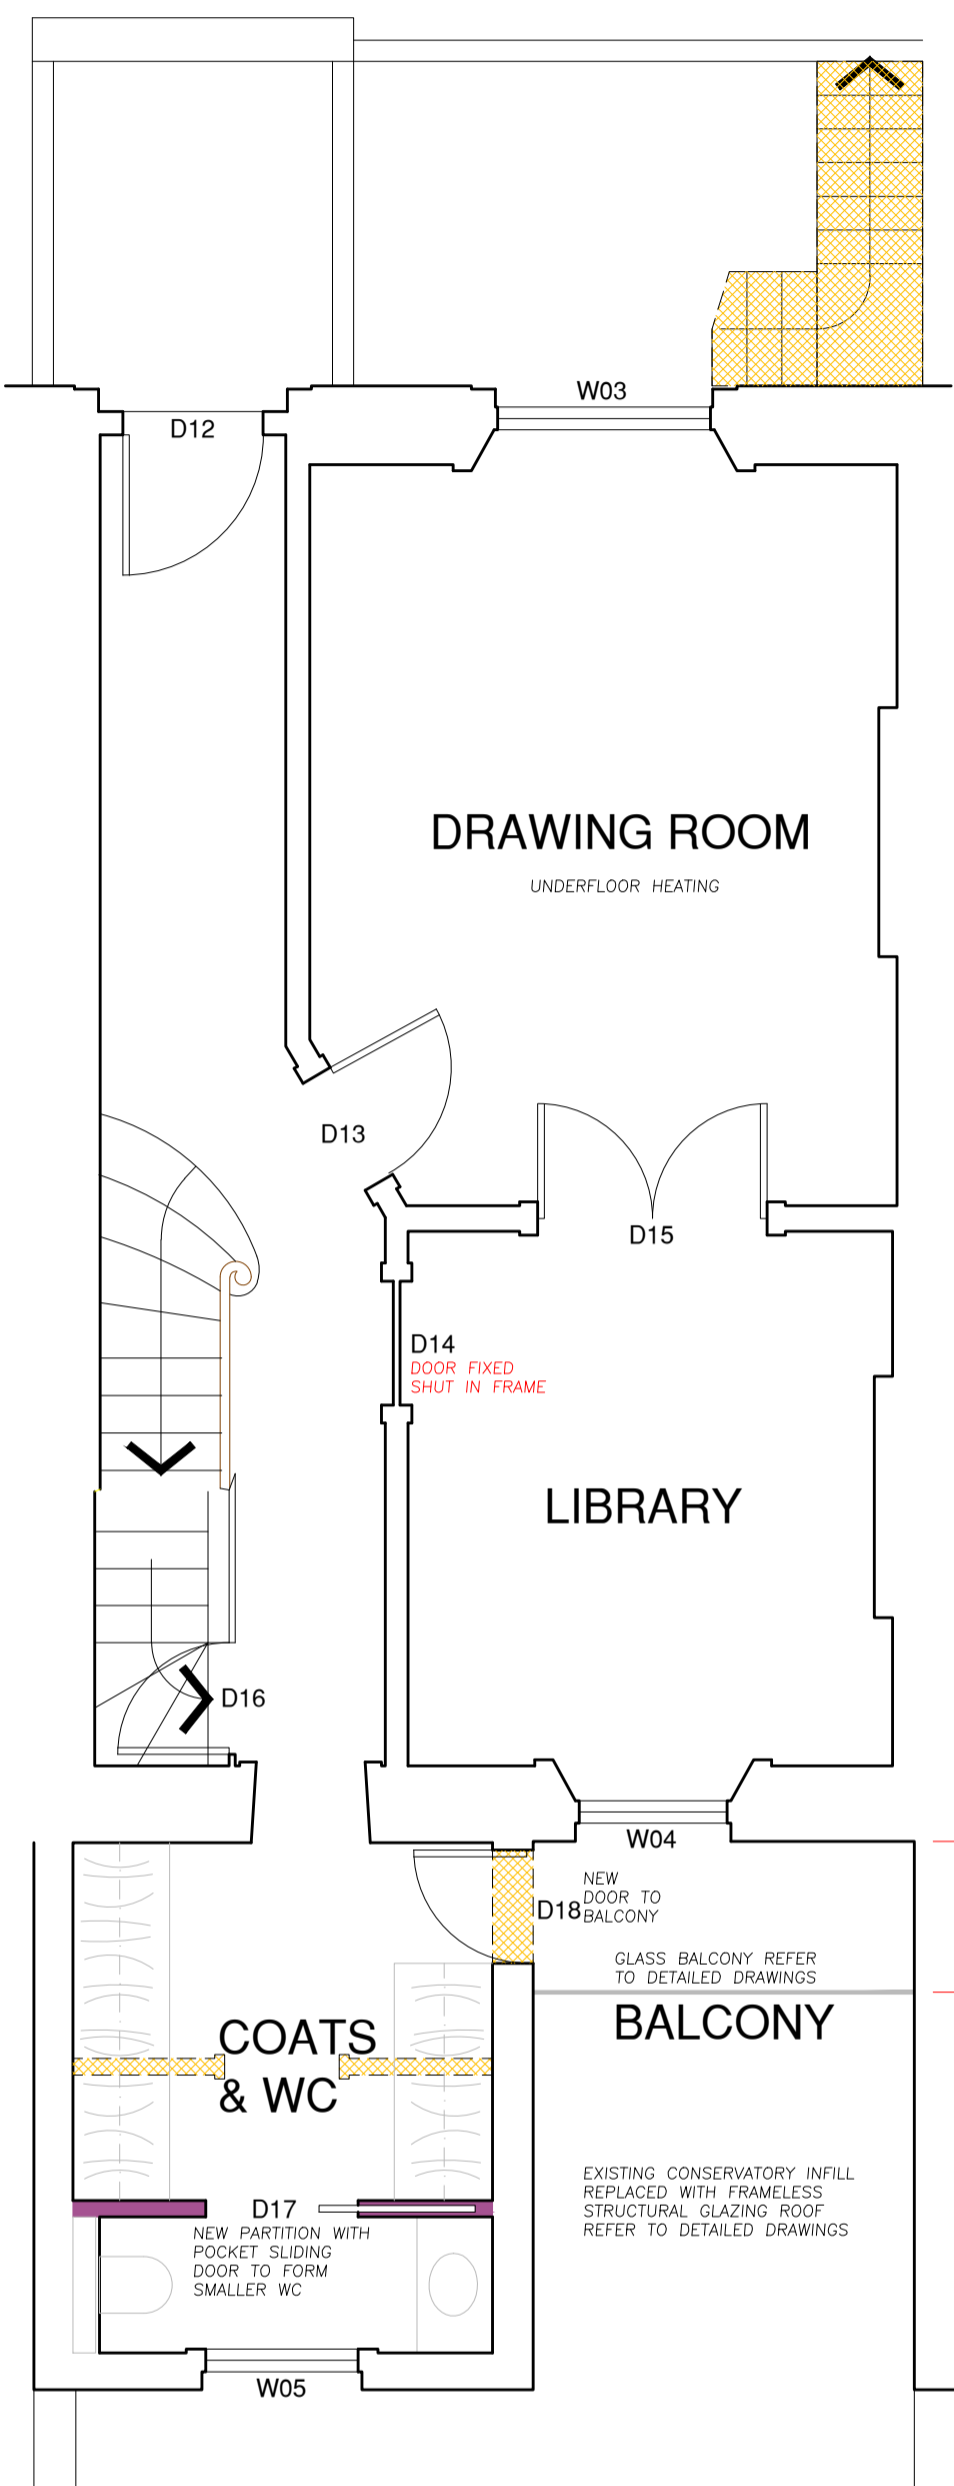 W03
D12
DRAWING ROOM
UNDERFLOOR HEATING
D13
D15
D14
DOOR FIXED
SHUT IN FRAME
LIBRARY
D16
W04
NEW
DOOR TO
BALCONY
D18
GLASS BALCONY REFER
TO DETAILED DRAWINGS
BALCONY
COATS
& WC
EXISTING CONSERVATORY INFILL
REPLACED WITH FRAMELESS
STRUCTURAL GLAZING ROOF
REFER TO DETAILED DRAWINGS
D17
NEW PARTITION WITH
POCKET SLIDING
DOOR TO FORM
SMALLER WC
W05